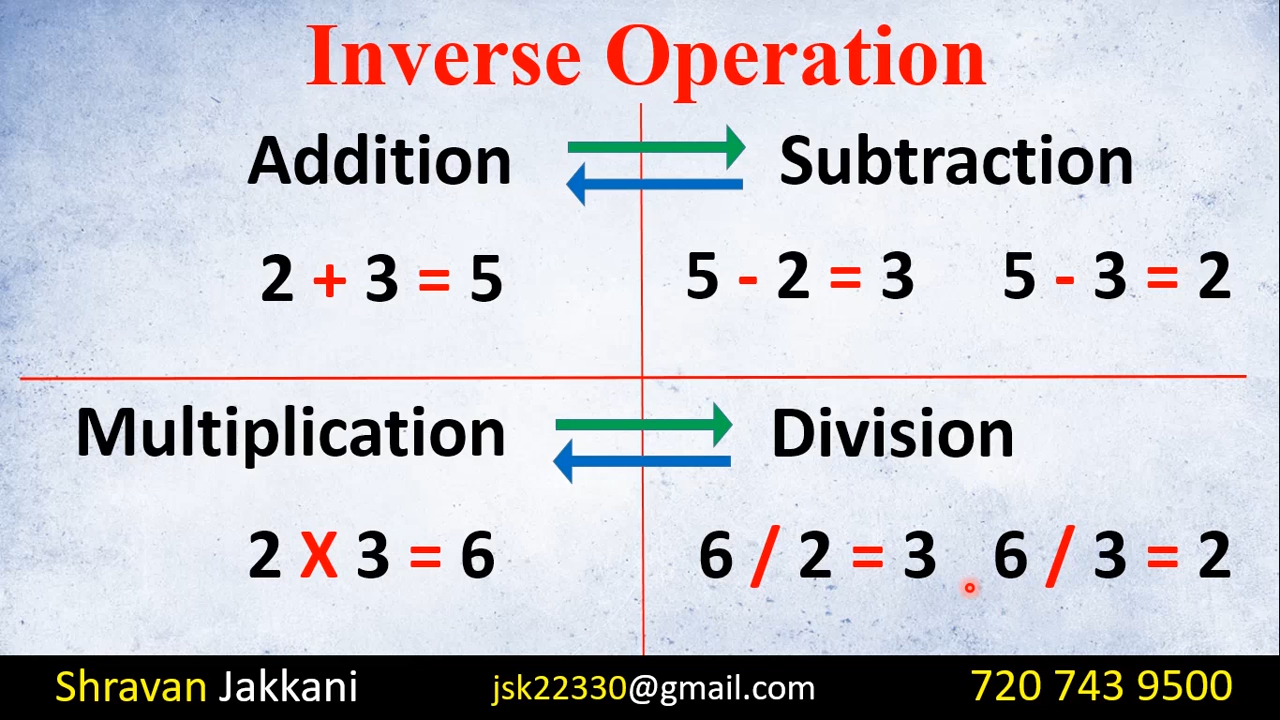 Inverse Operation
Addition Subtraction
2 + 3 = 5 5 - 2 = 3 5 - 3 = 2
Multiplication Division
2 X 3 = 6 6 / 2 = 3 6 / 3 = 2
Shravan Jakkani jsk22330@gmail.com 720 743 9500